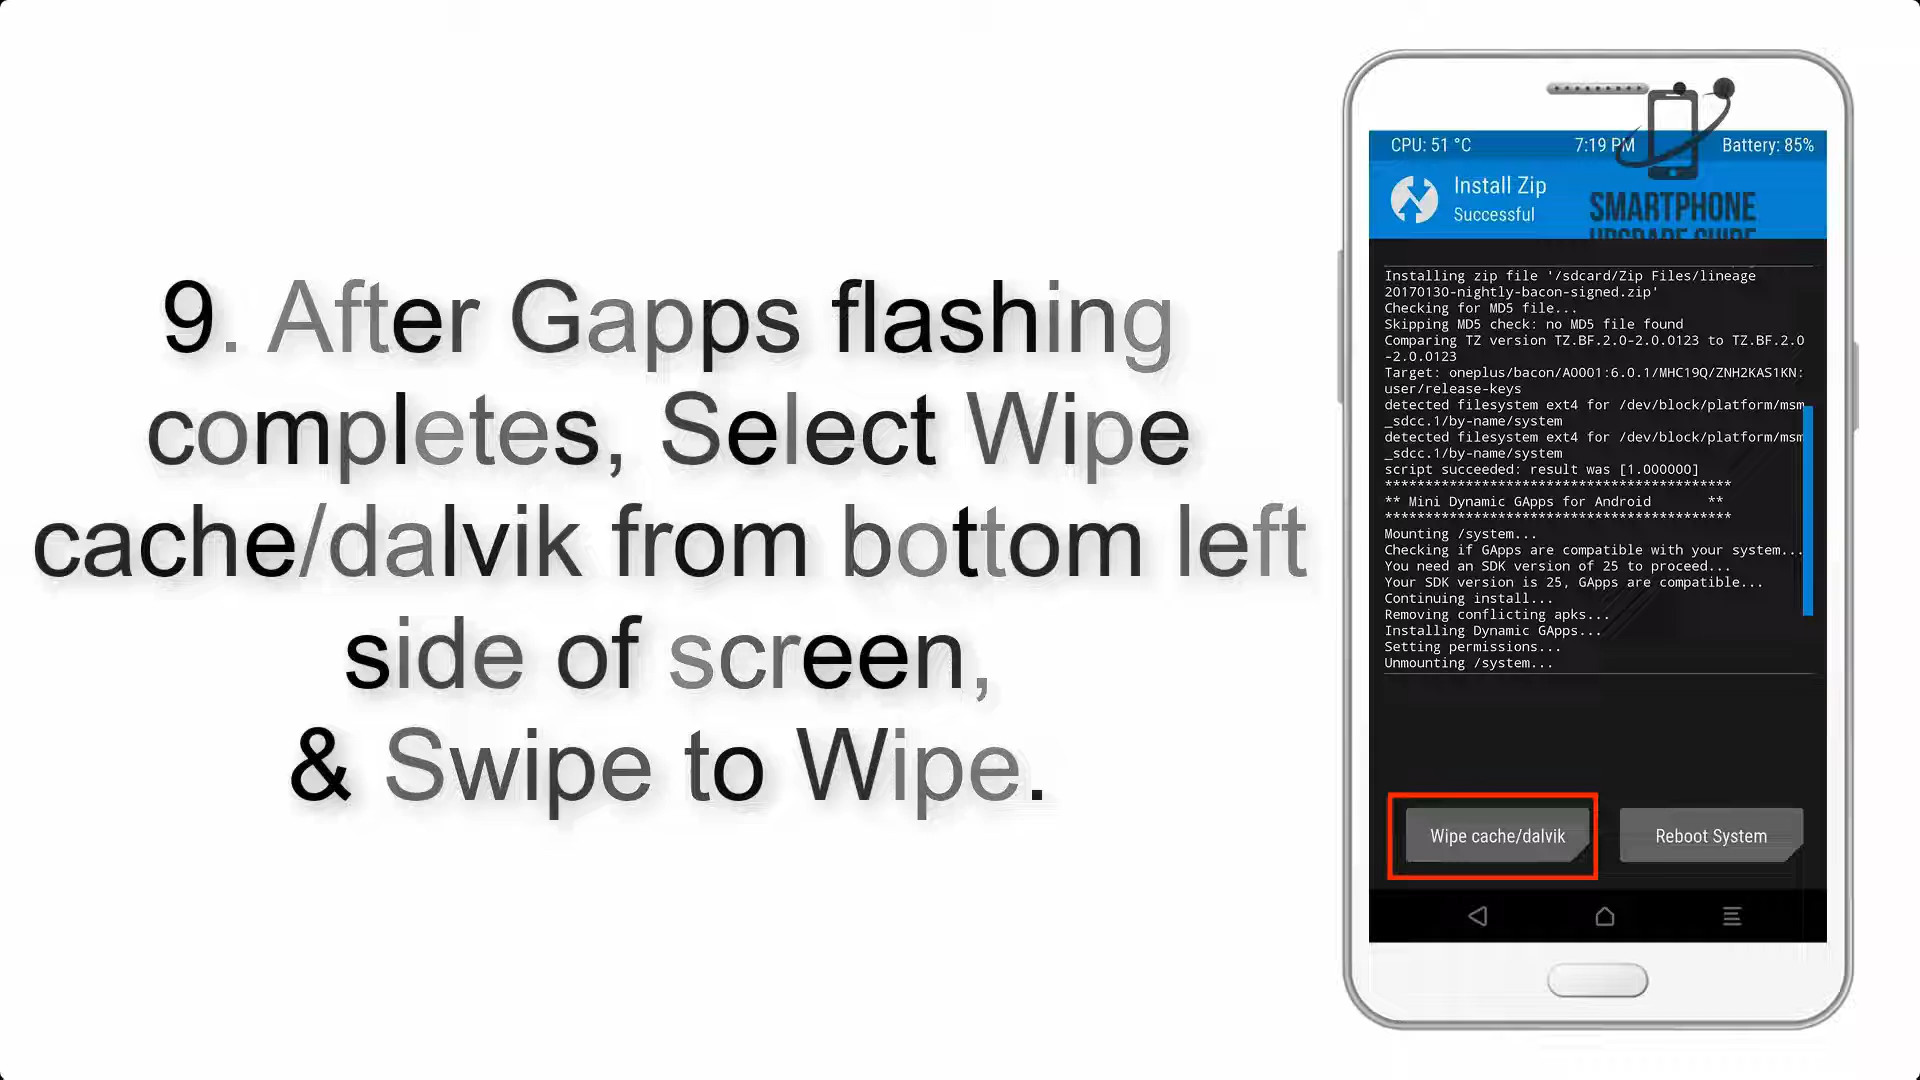 9. After Gapps flashing
completes, Select Wipe
cache/dalvik from bottom left
side of screen,
& Swipe to Wipe.
CPU: 51 °C 7:19 PM Battery: 85%
Install Zip
Successful
SMARTPHONE
UPGRADE GUIDE
Installing zip file '/sdcard/Zip Files/lineage
20170130-nightly-bacon-signed.zip'
Checking for MD5 file...
Skipping MD5 check: no MD5 file found
Comparing TZ version TZ.BF.2.0-2.0.0123 to TZ.BF.2.0
-2.0.0123
Target: oneplus/bacon/A0001:6.0.1/MHC19Q/ZNH2KAS1KN:
user/release-keys
detected filesystem ext4 for /dev/block/platform/msm
_sdcc.1/by-name/system
detected filesystem ext4 for /dev/block/platform/msm
_sdcc.1/by-name/system
script succeeded: result was [1.000000]
*******************************************
** Mini Dynamic GApps for Android **
*******************************************
Mounting /system...
Checking if GApps are compatible with your system...
You need an SDK version of 25 to proceed...
Your SDK version is 25, GApps are compatible...
Continuing install...
Removing conflicting apks...
Installing Dynamic GApps...
Setting permissions...
Unmounting /system...
Wipe cache/dalvik Reboot System